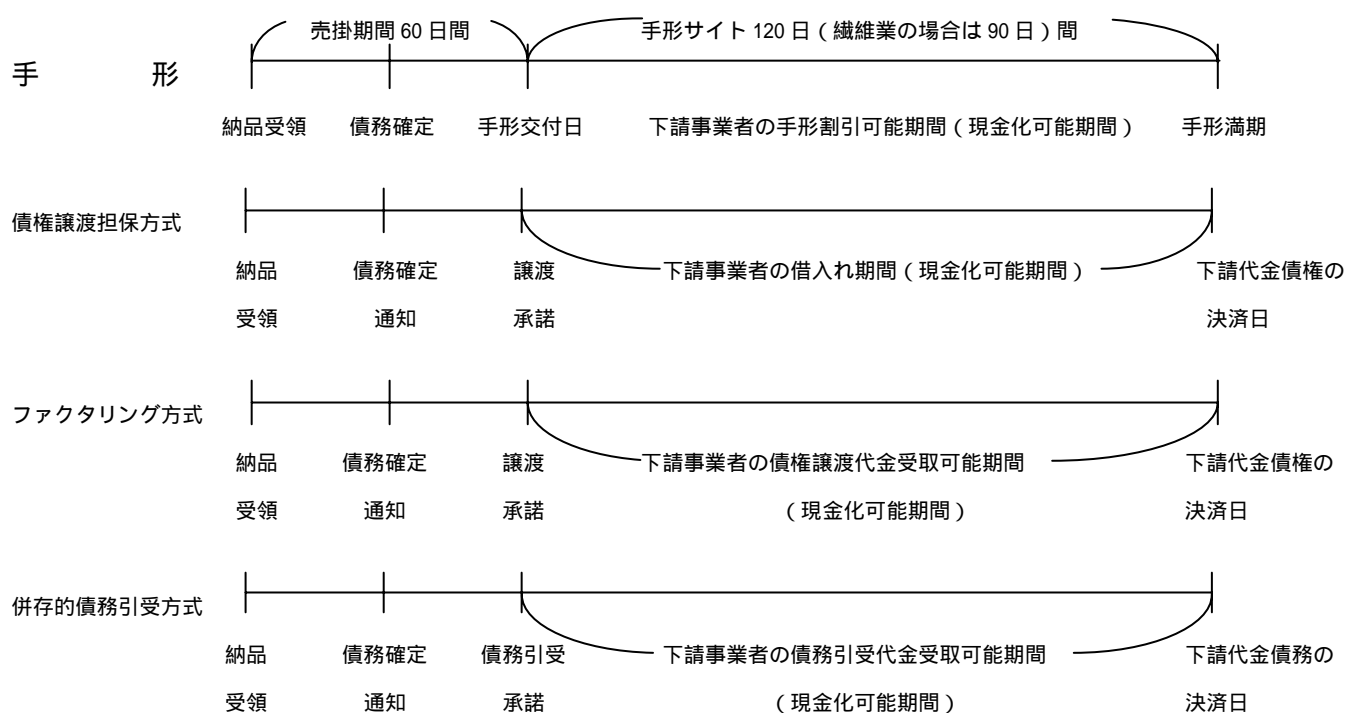 売掛期間 60 日間 手形サイト 120 日（繊維業の場合は 90 日）間
手 形
納品受領 債務確定 手形交付日 下請事業者の手形割引可能期間（現金化可能期間） 手形満期
債権譲渡担保方式
納品 債務確定 譲渡 下請事業者の借入れ期間（現金化可能期間） 下請代金債権の
受領 通知 承諾 決済日
ファクタリング方式
納品 債務確定 譲渡 下請事業者の債権譲渡代金受取可能期間 下請代金債権の
受領 通知 承諾 （現金化可能期間） 決済日
併存的債務引受方式
納品 債務確定 債務引受 下請事業者の債務引受代金受取可能期間 下請代金債務の
受領 通知 承諾 （現金化可能期間） 決済日